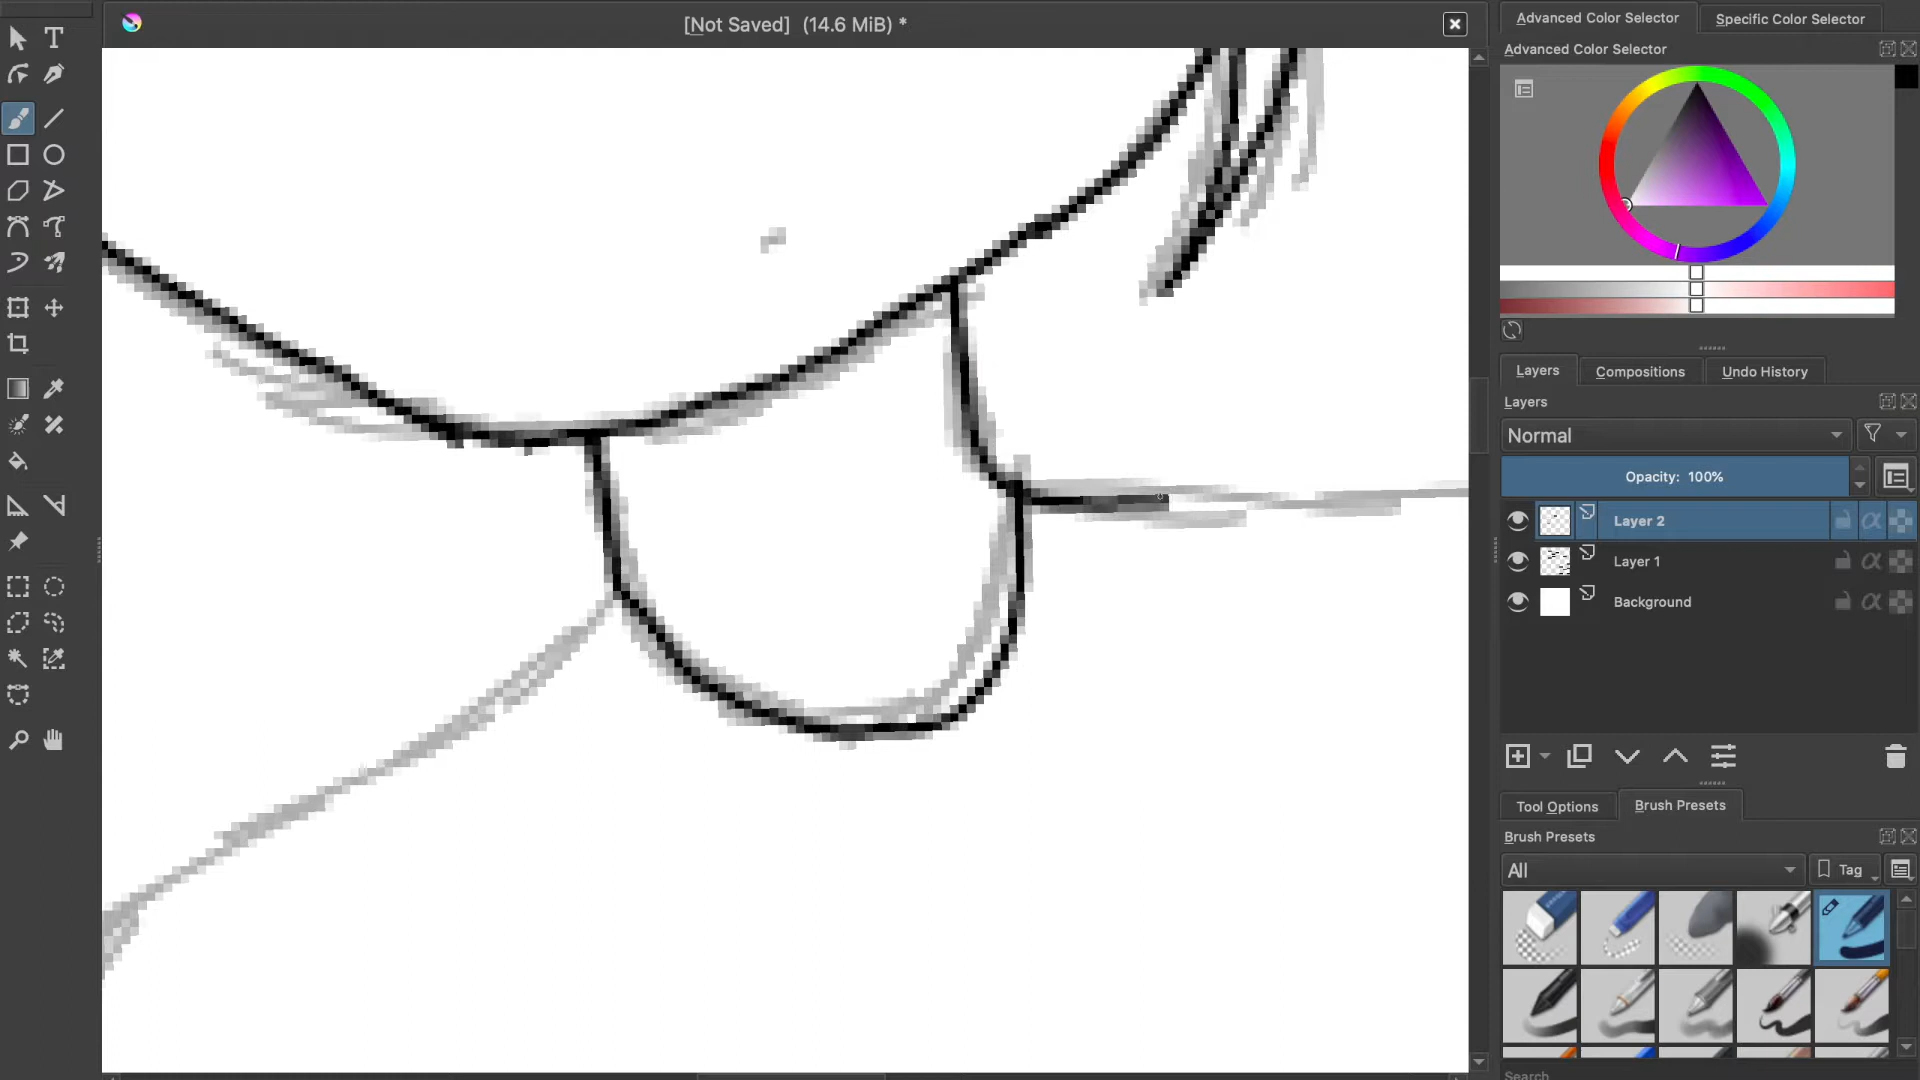 [Not Saved] (14.6 MiB) *
Advanced Color Selector
Specific Color Selector
Advanced Color Selector
Layers
Compositions
Undo History
Layers
Normal
Opacity: 100%
Layer 2
Layer 1
Background
Tool Options
Brush Presets
Brush Presets
All
Tag
Search